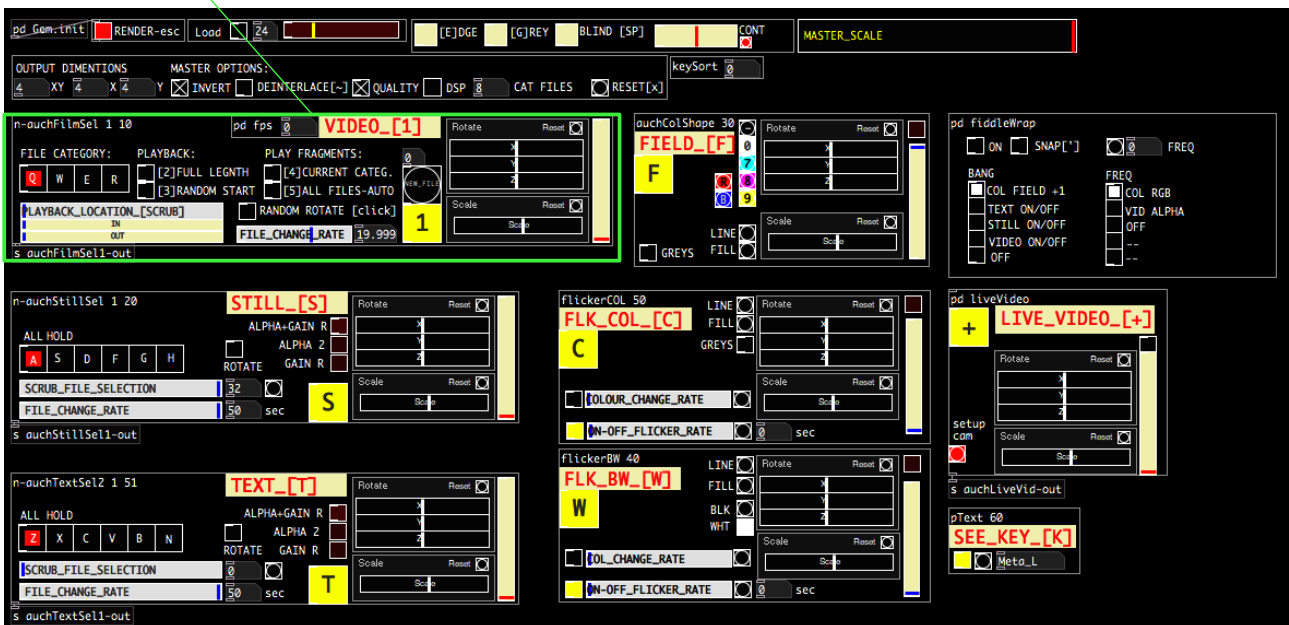 pd Gem.init RENDER-esc Load 24 [E]DGE [G]REY BLIND [SP] CONT MASTER_SCALE
OUTPUT DIMENTIONS MASTER OPTIONS: keySort 0
4 XY 4 X 4 Y INVERT DEINTERLACE[~] QUALITY DSP 8 CAT FILES RESET[x]
n-auchFilmSel 1 10 pd fps 0 VIDEO_[1] Rotate Reset
FILE CATEGORY: PLAYBACK: PLAY FRAGMENTS: 0 X
Q W E R [2]FULL LEGNTH [4]CURRENT CATEG. NEW_FILE Y
[3]RANDOM START [5]ALL FILES-AUTO Z
PLAYBACK_LOCATION_[SCRUB] RANDOM ROTATE [click] 1 Scale Reset
IN Scale
OUT FILE_CHANGE_RATE 19.999
s auchFilmSel1-out
auchColShape 30 - Rotate Reset
FIELD_[F] 0 X
F 7 Y
R 8 Z
B 9
Scale Reset
LINE Scale
GREYS FILL
pd fiddleWrap
ON SNAP['] 0 FREQ
BANG FREQ
COL FIELD +1 COL RGB
TEXT ON/OFF VID ALPHA
STILL ON/OFF OFF
VIDEO ON/OFF --
OFF --
n-auchStillSel 1 20 STILL_[S] Rotate Reset
ALPHA+GAIN R X
ALL HOLD ALPHA 2 Y
A S D F G H ROTATE GAIN R Z
SCRUB_FILE_SELECTION 32 S Scale Reset
FILE_CHANGE_RATE 50 sec Scale
s auchStillSel1-out
flickerCOL 50 LINE Rotate Reset
FLK_COL_[C] FILL X
C GREYS Y
Z
Scale Reset
COLOUR_CHANGE_RATE Scale
ON-OFF_FLICKER_RATE 0 sec
pd liveVideo
+ LIVE_VIDEO_[+]
Rotate Reset
X
Y
Z
setup
cam Scale Reset
Scale
s auchLiveVid-out
n-auchTextSel2 1 51 TEXT_[T] Rotate Reset
ALL HOLD ALPHA+GAIN R X
Z X C V B N ALPHA 2 Y
ROTATE GAIN R Z
SCRUB_FILE_SELECTION 0 T Scale Reset
FILE_CHANGE_RATE 50 sec Scale
s auchTextSel1-out
flickerBW 40 LINE Rotate Reset
FLK_BW_[W] FILL X
W BLK Y
WHT Z
Scale Reset
COL_CHANGE_RATE Scale
ON-OFF_FLICKER_RATE 0 sec
pText 60
SEE_KEY_[K]
Meta_L